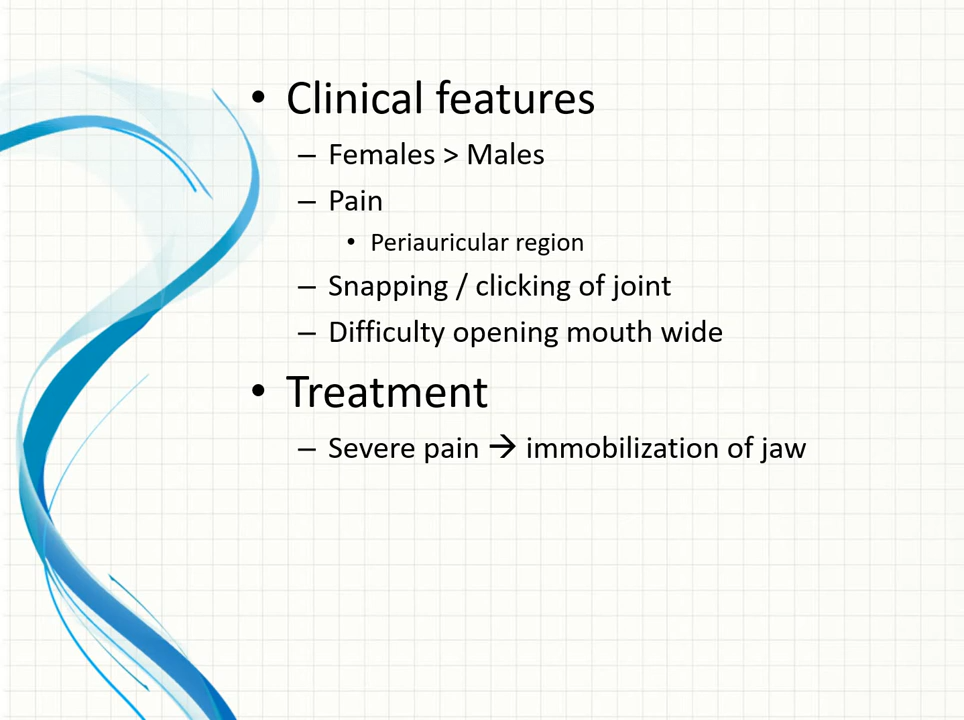 • Clinical features
– Females > Males
– Pain
• Periauricular region
– Snapping / clicking of joint
– Difficulty opening mouth wide
• Treatment
– Severe pain → immobilization of jaw